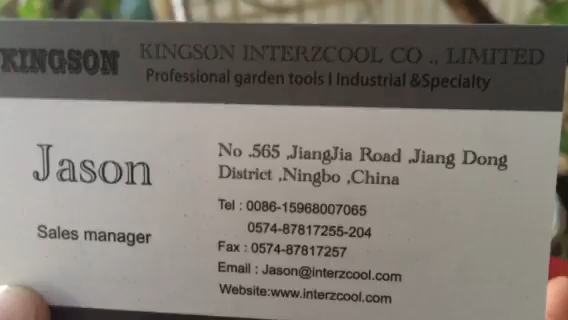 KINGSON
KINGSON INTERZCOOL CO ., LIMITED
Professional garden tools I Industrial &Specialty
Jason
Sales manager
No .565 ,JiangJia Road ,Jiang Dong
District ,Ningbo ,China
Tel : 0086-15968007065
0574-87817255-204
Fax : 0574-87817257
Email : Jason@interzcool.com
Website:www.interzcool.com